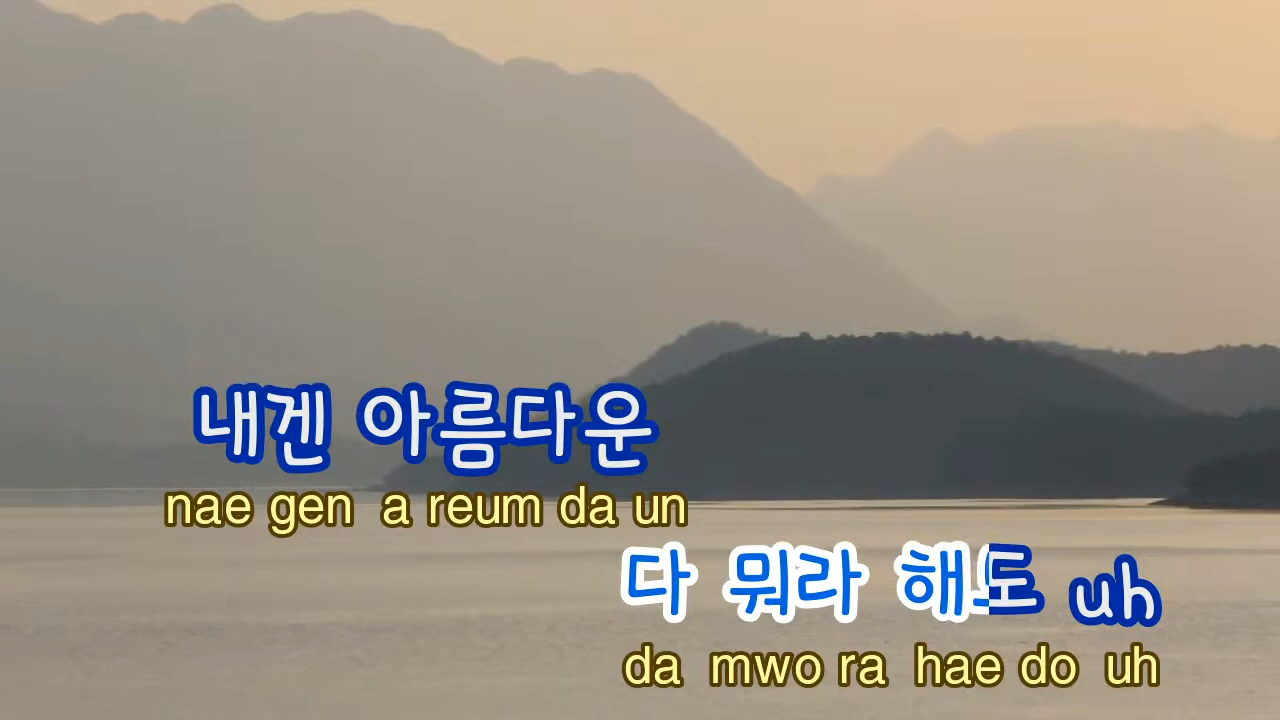 내겐 아름다운
nae gen a reum da un
다 뭐라 해도 uh
da mwo ra hae do uh